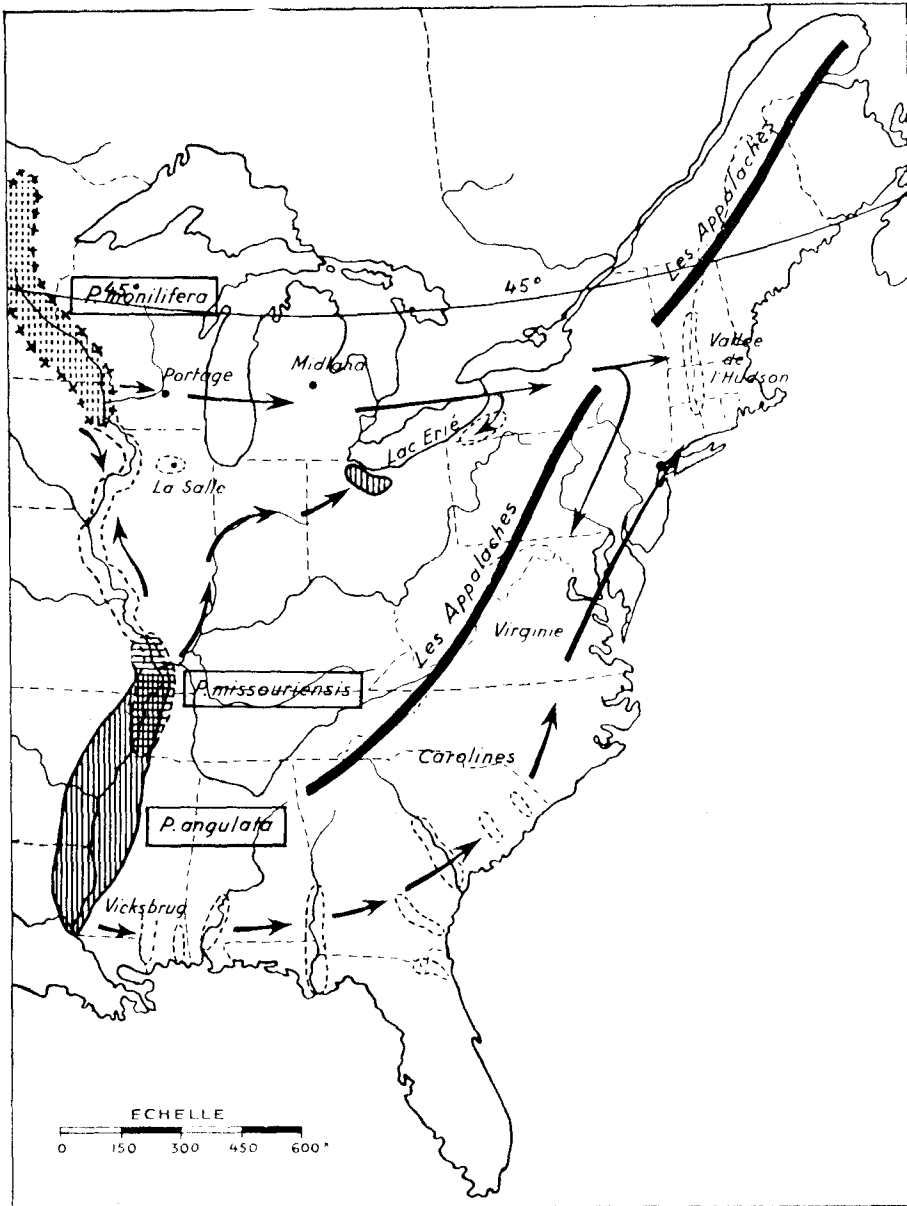 Les Appalaches
P. monilifera
45°
45°
Vallée
de
l'Hudson
Portage
Midland
Lac Erié
La Salle
Les Appalaches
Virginie
P. missouriensis
Carolines
P. angulata
Vicksbrug
ECHELLE
0 150 300 450 600ᴷ